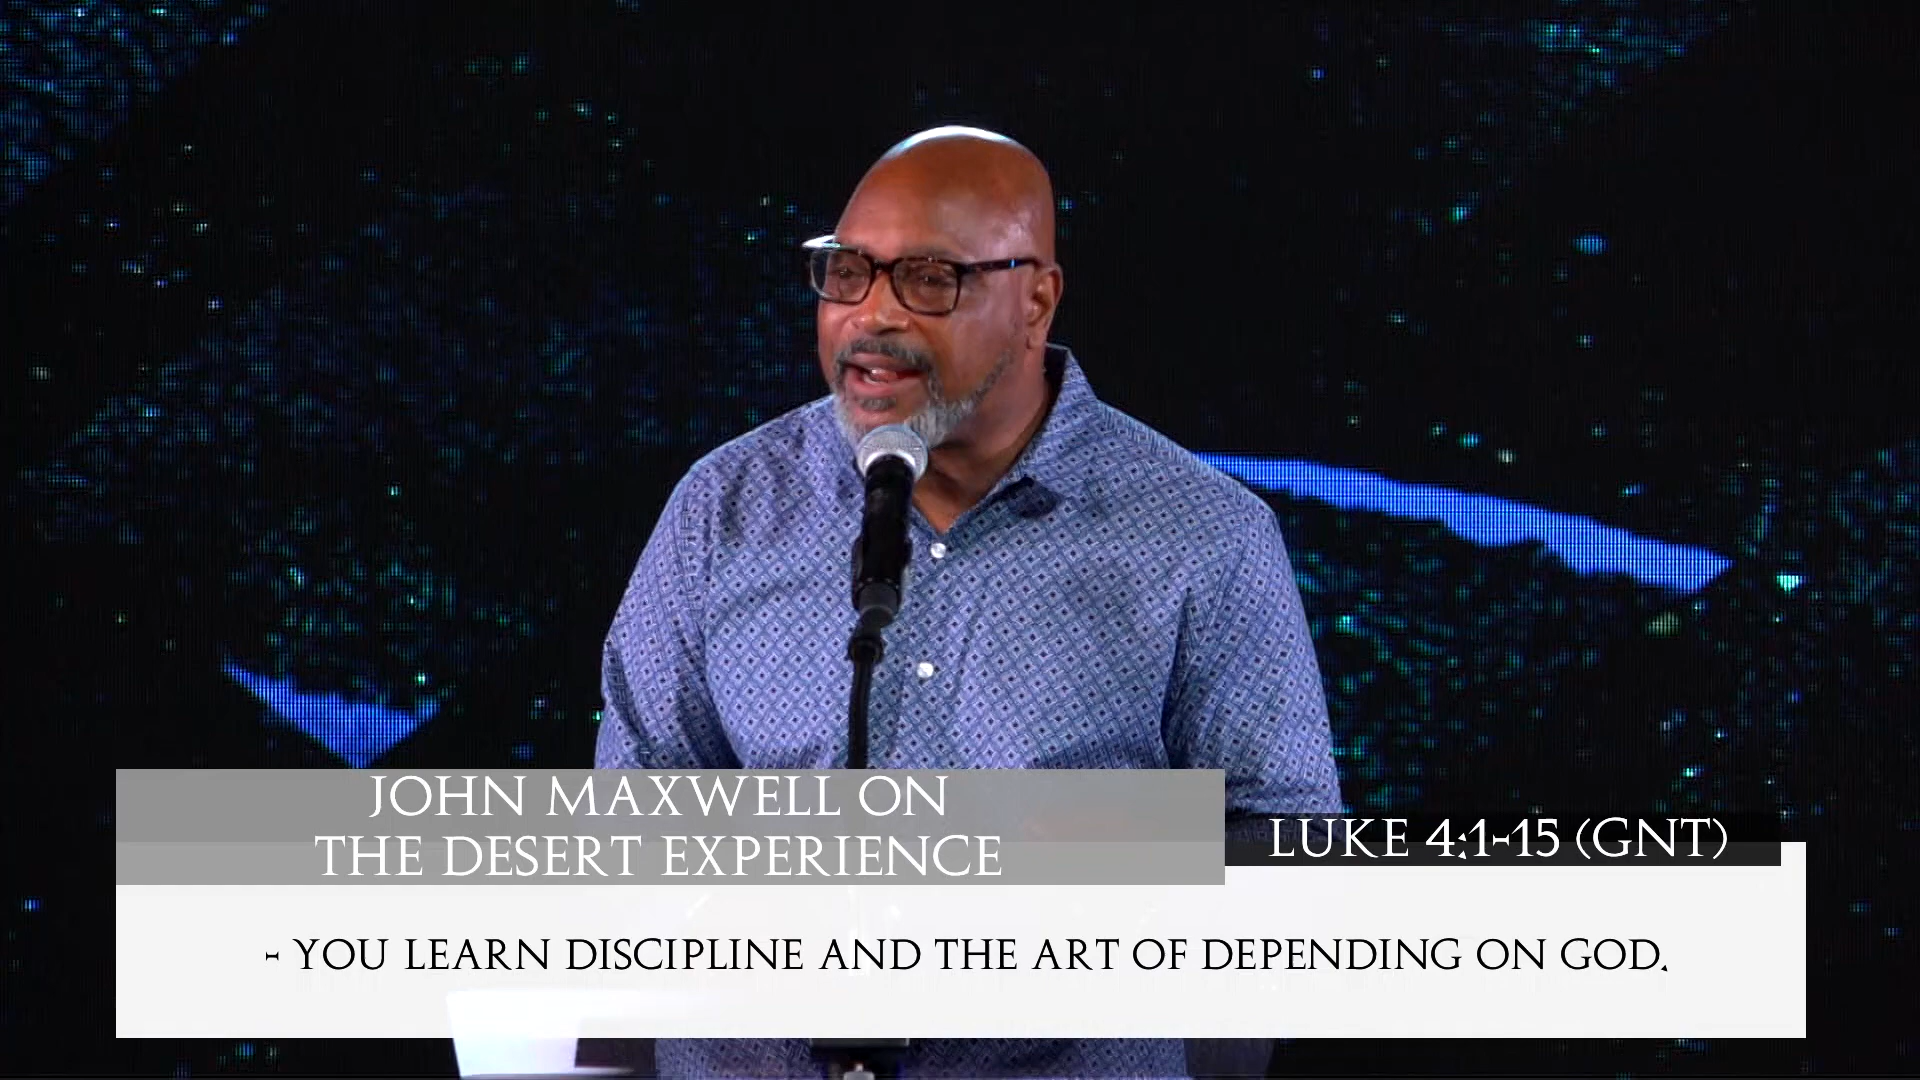 JOHN MAXWELL ON
THE DESERT EXPERIENCE
LUKE 4:1-15 (GNT)
- YOU LEARN DISCIPLINE AND THE ART OF DEPENDING ON GOD.